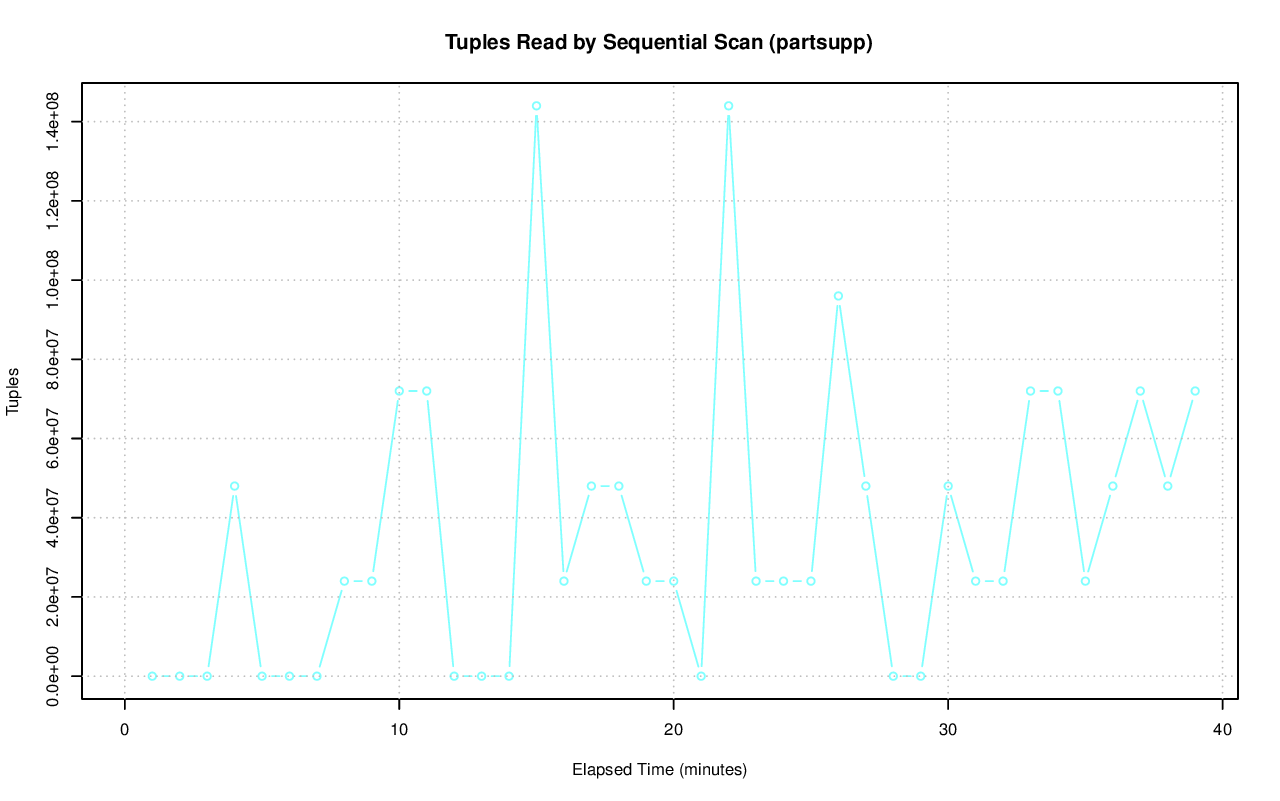 Tuples Read by Sequential Scan (partsupp)
Tuples
1.4e+08
1.2e+08
1.0e+08
8.0e+07
6.0e+07
4.0e+07
2.0e+07
0.0e+00
0 10 20 30 40
Elapsed Time (minutes)